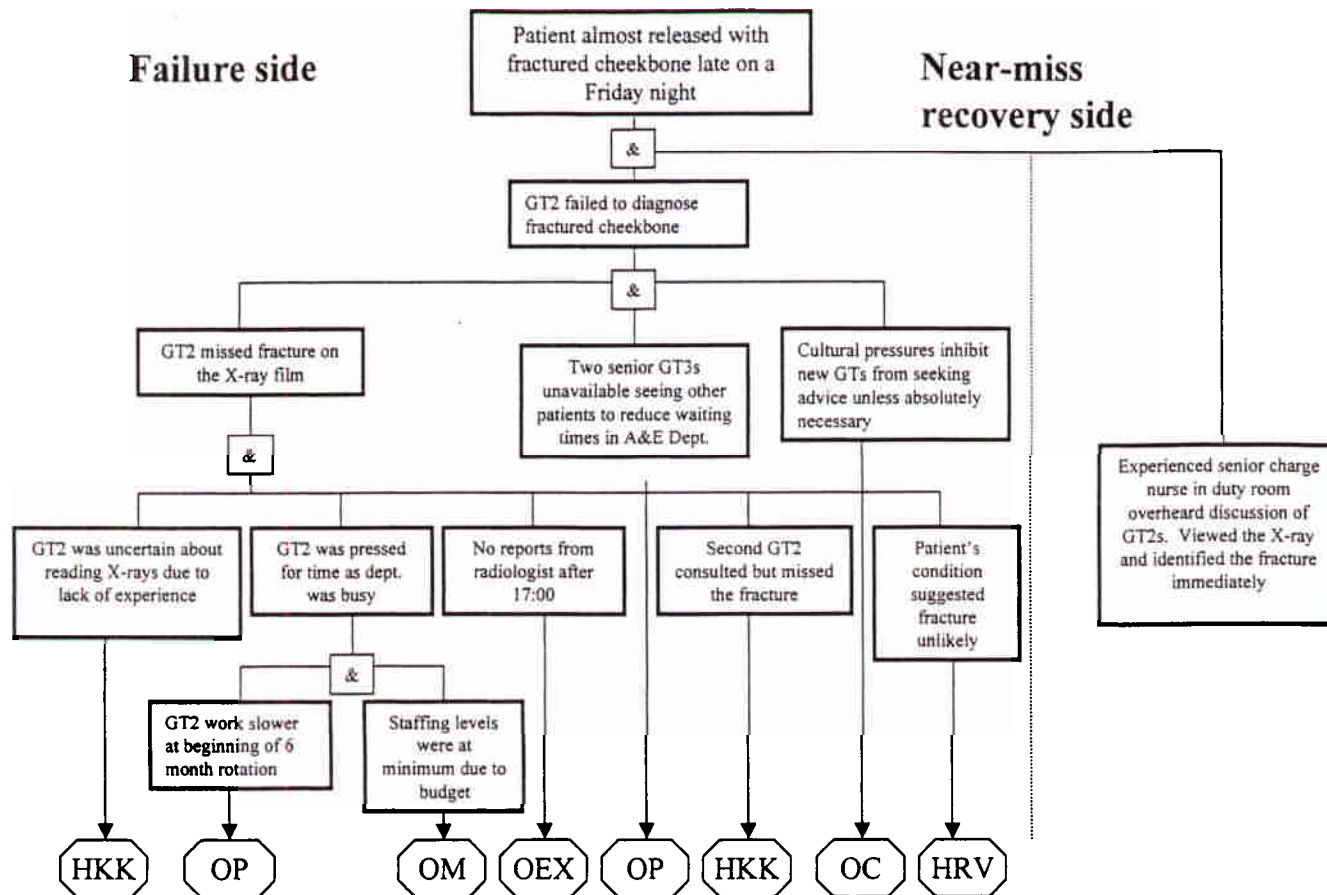 Failure side
Patient almost released with
fractured cheekbone late on a
Friday night
Near-miss
recovery side
&
GT2 failed to diagnose
fractured cheekbone
&
GT2 missed fracture on
the X-ray film
Two senior GT3s
unavailable seeing other
patients to reduce waiting
times in A&E Dept.
Cultural pressures inhibit
new GTs from seeking
advice unless absolutely
necessary
&
Experienced senior charge
nurse in duty room
overheard discussion of
GT2s. Viewed the X-ray
and identified the fracture
immediately
GT2 was uncertain about
reading X-rays due to
lack of experience
GT2 was pressed
for time as dept.
was busy
No reports from
radiologist after
17:00
Second GT2
consulted but missed
the fracture
Patient's
condition
suggested
fracture
unlikely
&
GT2 work slower
at beginning of 6
month rotation
Staffing levels
were at
minimum due to
budget
HKK
OP
OM
OEX
OP
HKK
OC
HRV